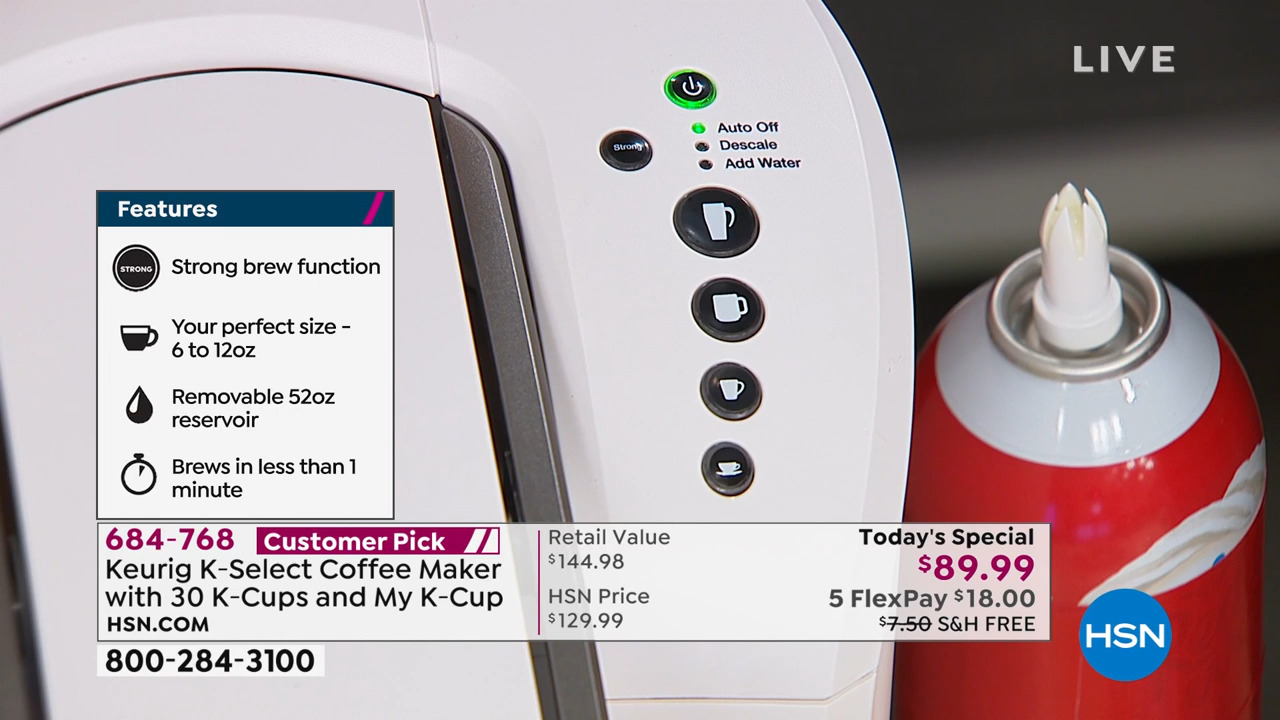 LIVE
Auto Off
Strong
Descale
Add Water
Features
STRONG
Strong brew function
Your perfect size -
6 to 12oz
Removable 52oz
reservoir
Brews in less than 1
minute
684-768 Customer Pick
Keurig K-Select Coffee Maker
with 30 K-Cups and My K-Cup
HSN.COM
Retail Value
$144.98
HSN Price
$129.99
Today's Special
$89.99
5 FlexPay $18.00
$7.50 S&H FREE
HSN
800-284-3100